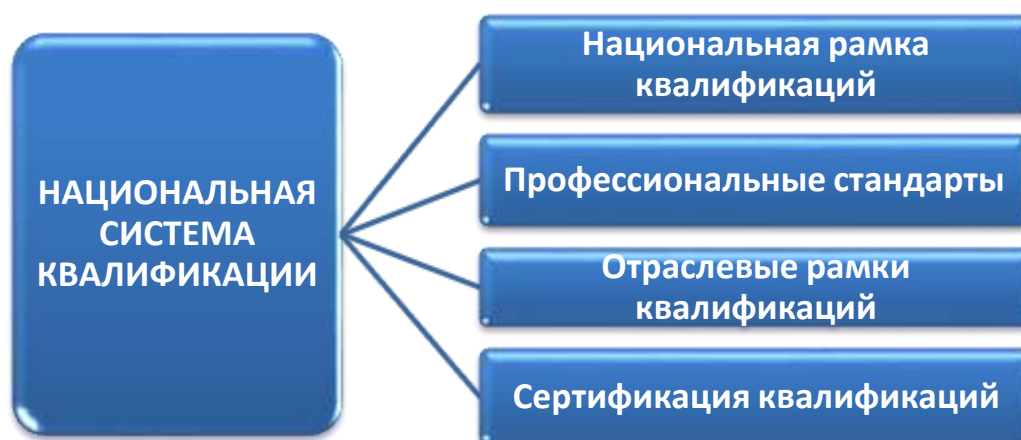 НАЦИОНАЛЬНАЯ
СИСТЕМА
КВАЛИФИКАЦИИ
Национальная рамка
квалификаций
Профессиональные стандарты
Отраслевые рамки
квалификаций
Сертификация квалификаций